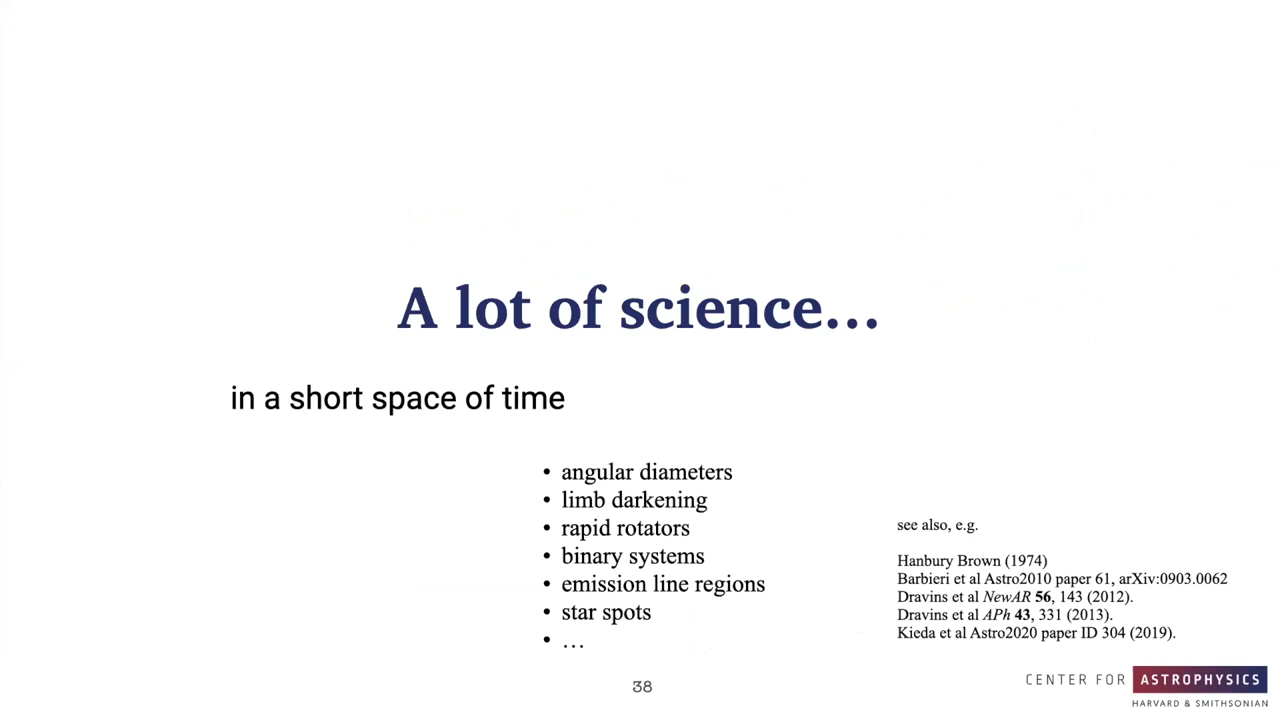 A lot of science...
in a short space of time
• angular diameters
• limb darkening
• rapid rotators
• binary systems
• emission line regions
• star spots
• ...
see also, e.g.
Hanbury Brown (1974)
Barbieri et al Astro2010 paper 61, arXiv:0903.0062
Dravins et al NewAR 56, 143 (2012).
Dravins et al APh 43, 331 (2013).
Kieda et al Astro2020 paper ID 304 (2019).
38
CENTER FOR ASTROPHYSICS
HARVARD & SMITHSONIAN